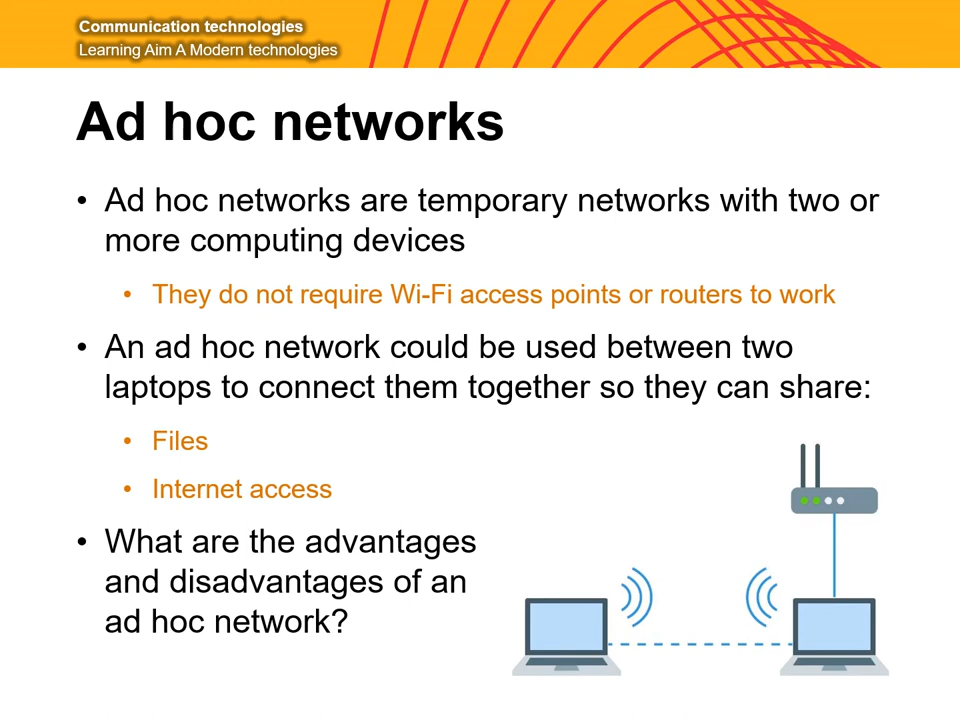 Communication technologies
Learning Aim A Modern technologies
Ad hoc networks
• Ad hoc networks are temporary networks with two or
more computing devices
• They do not require Wi-Fi access points or routers to work
• An ad hoc network could be used between two
laptops to connect them together so they can share:
• Files
• Internet access
• What are the advantages
and disadvantages of an
ad hoc network?